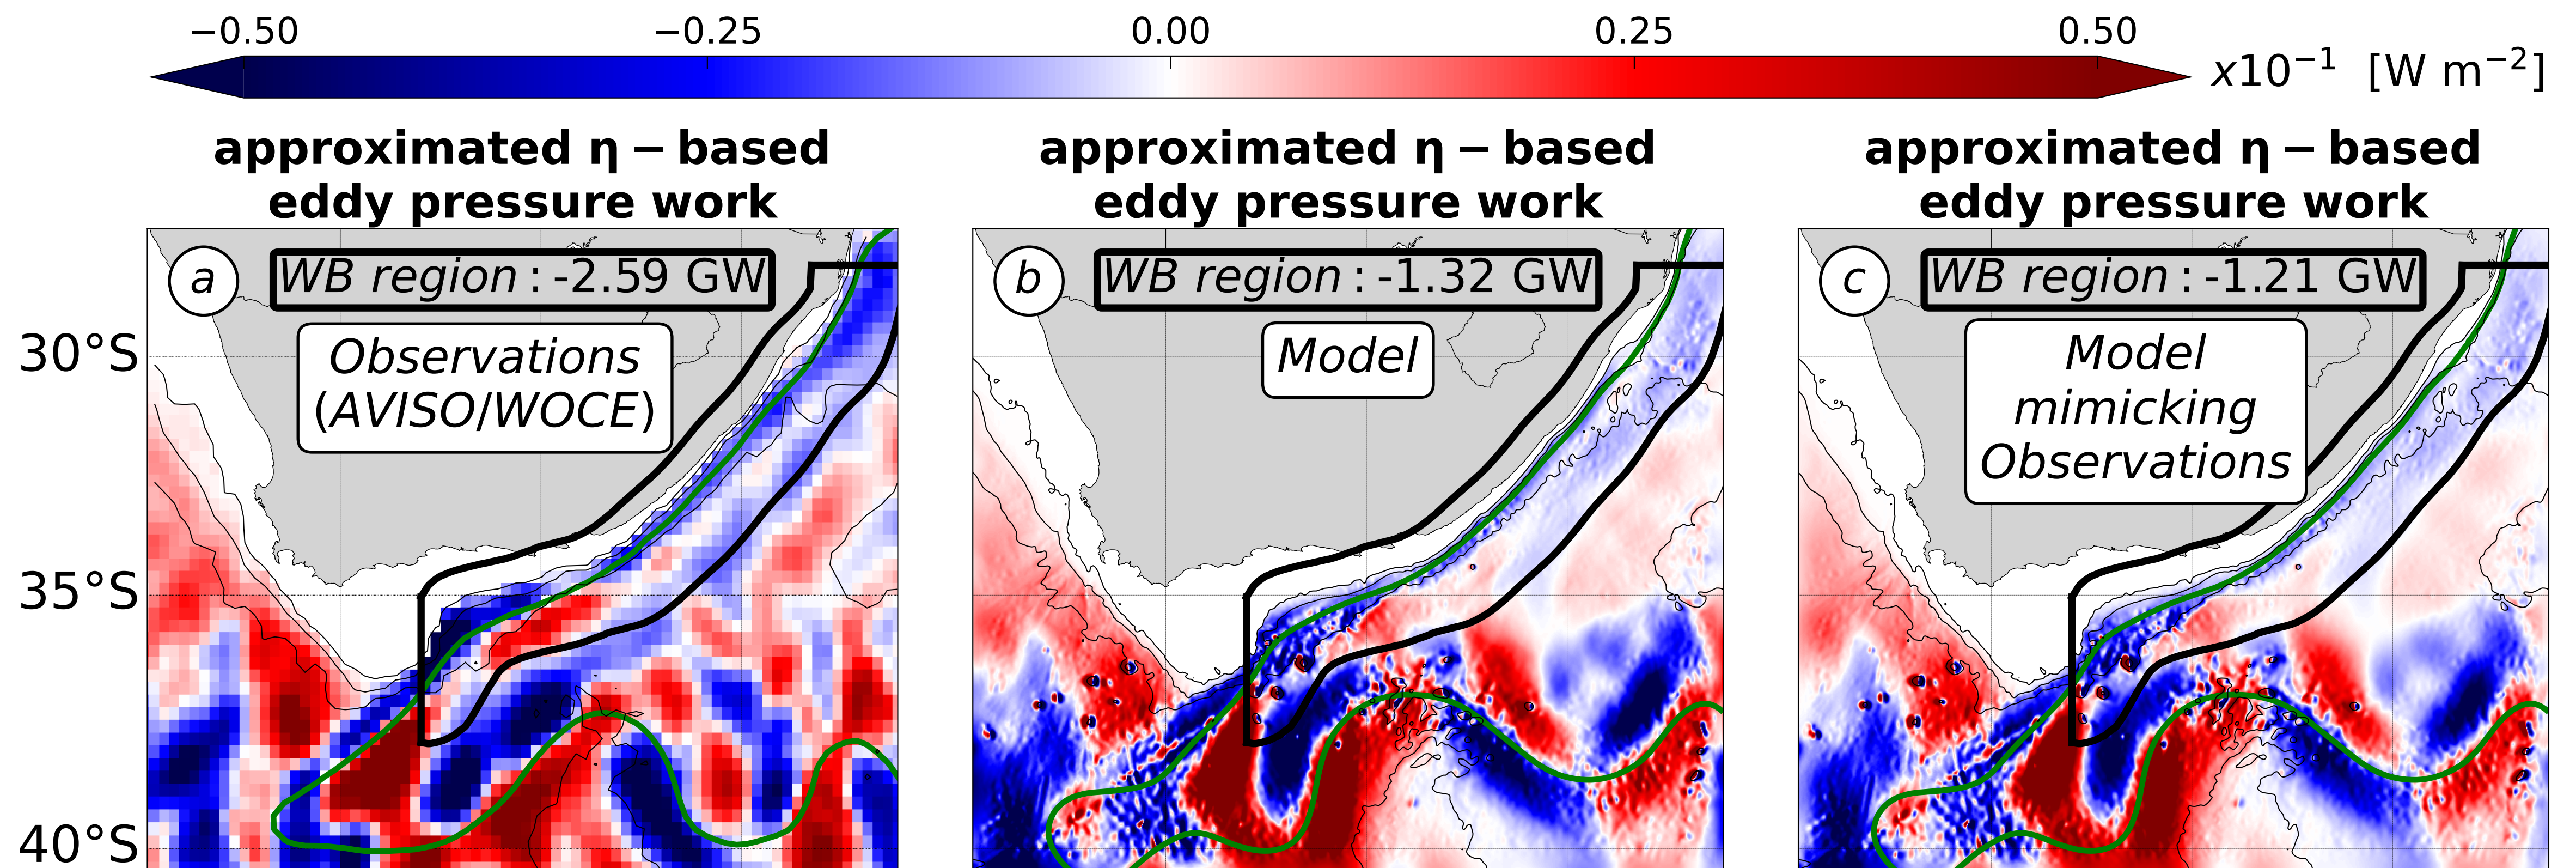 −0.50 −0.25 0.00 0.25 0.50
x10⁻¹ [W m⁻²]
approximated η − based
eddy pressure work
approximated η − based
eddy pressure work
approximated η − based
eddy pressure work
a
WB region : -2.59 GW
Observations
(AVISO/WOCE)
b
WB region : -1.32 GW
Model
c
WB region : -1.21 GW
Model
mimicking
Observations
30°S
35°S
40°S